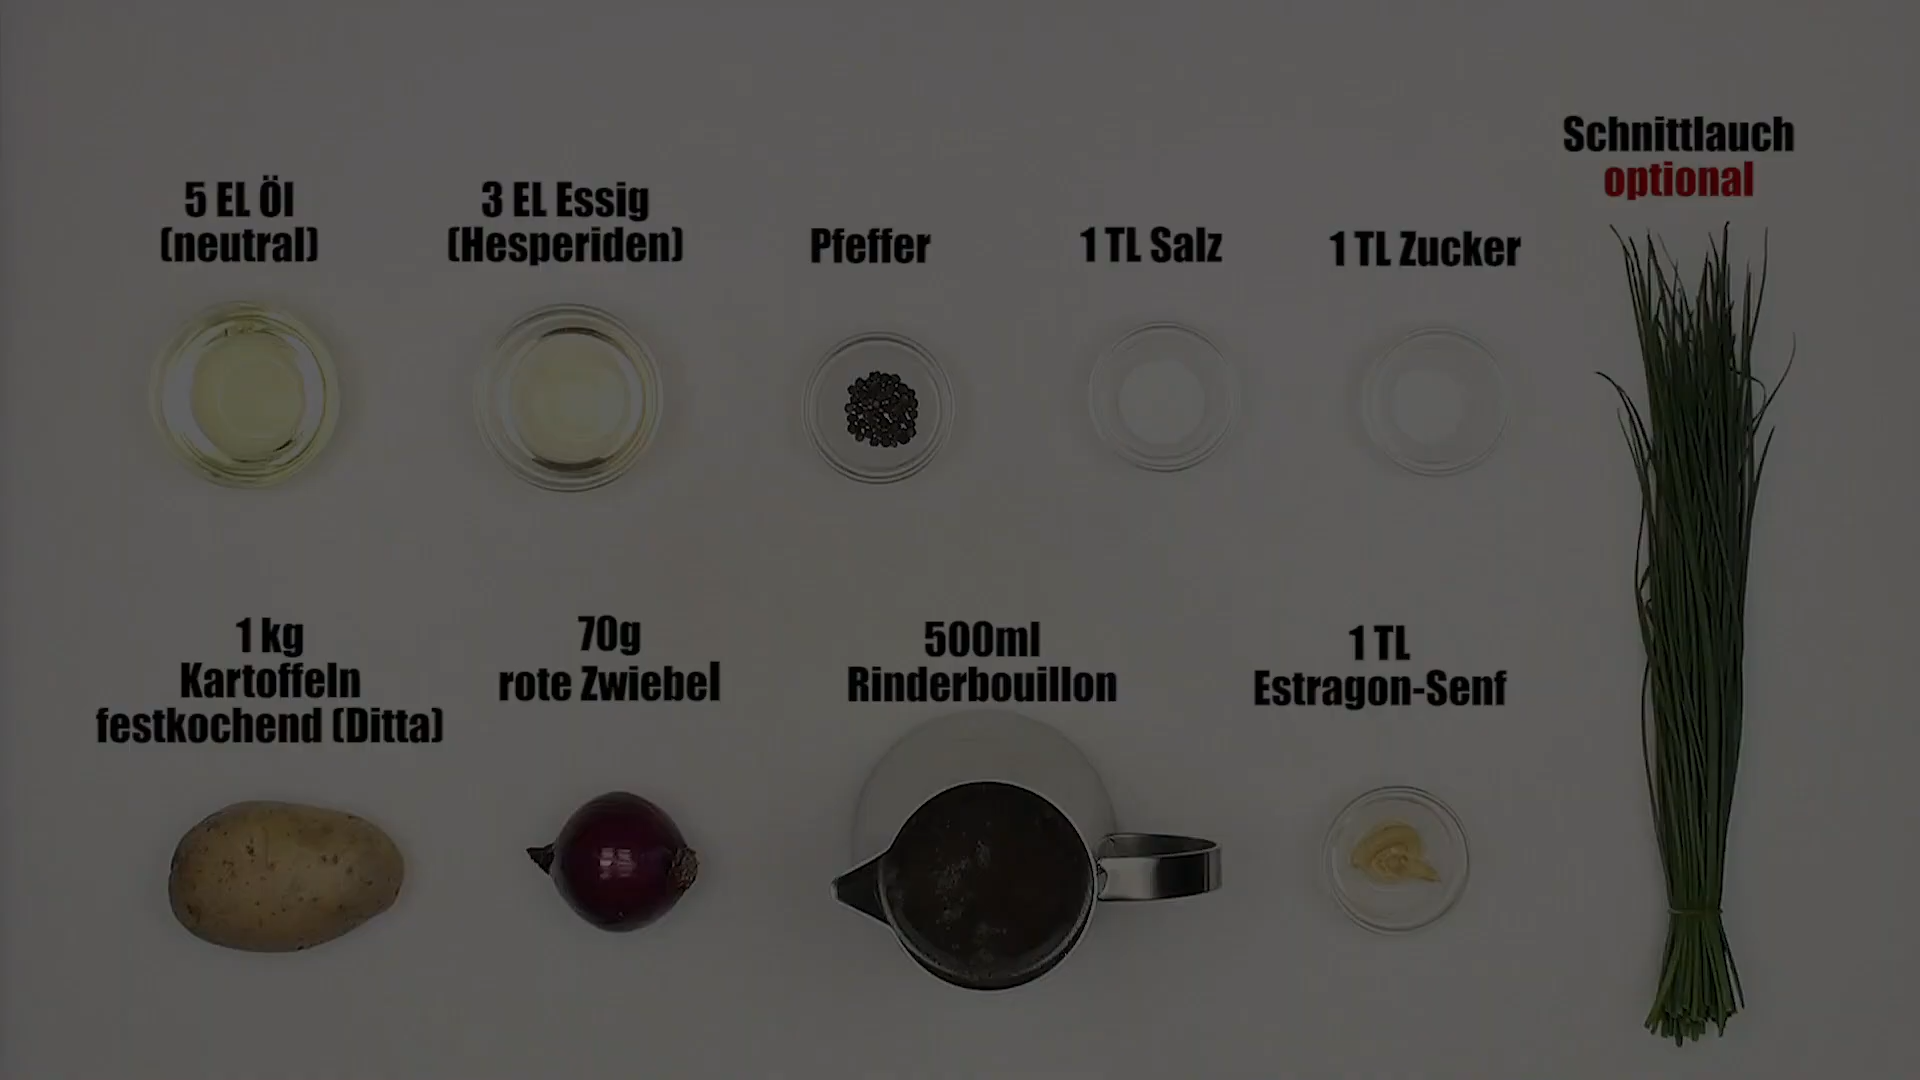 Schnittlauch
optional
5 EL Öl
(neutral)
3 EL Essig
(Hesperiden)
Pfeffer
1 TL Salz
1 TL Zucker
1 kg
Kartoffeln
festkochend (Ditta)
70g
rote Zwiebel
500ml
Rinderbouillon
1 TL
Estragon-Senf